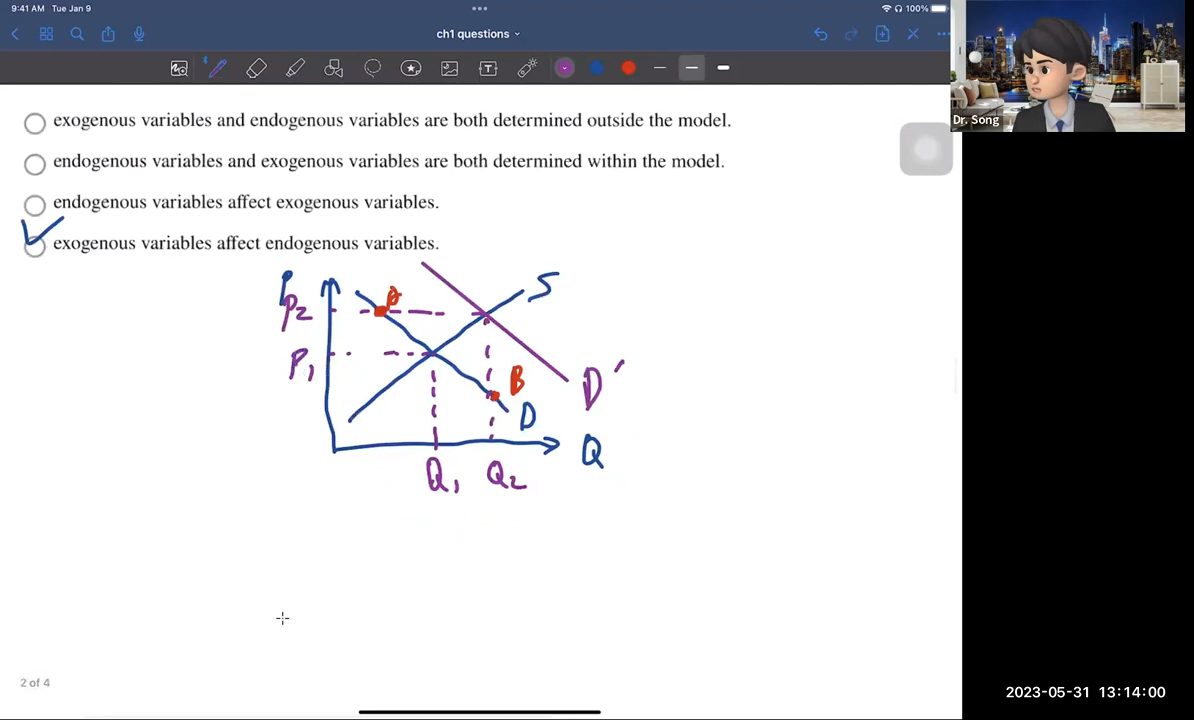 9:41 AM Tue Jan 9
100%
ch1 questions
Dr. Song
exogenous variables and endogenous variables are both determined outside the model.
endogenous variables and exogenous variables are both determined within the model.
endogenous variables affect exogenous variables.
exogenous variables affect endogenous variables.
P
S
P2
A
P1
B
D'
D
Q
Q1 Q2
2 of 4
2023-05-31 13:14:00